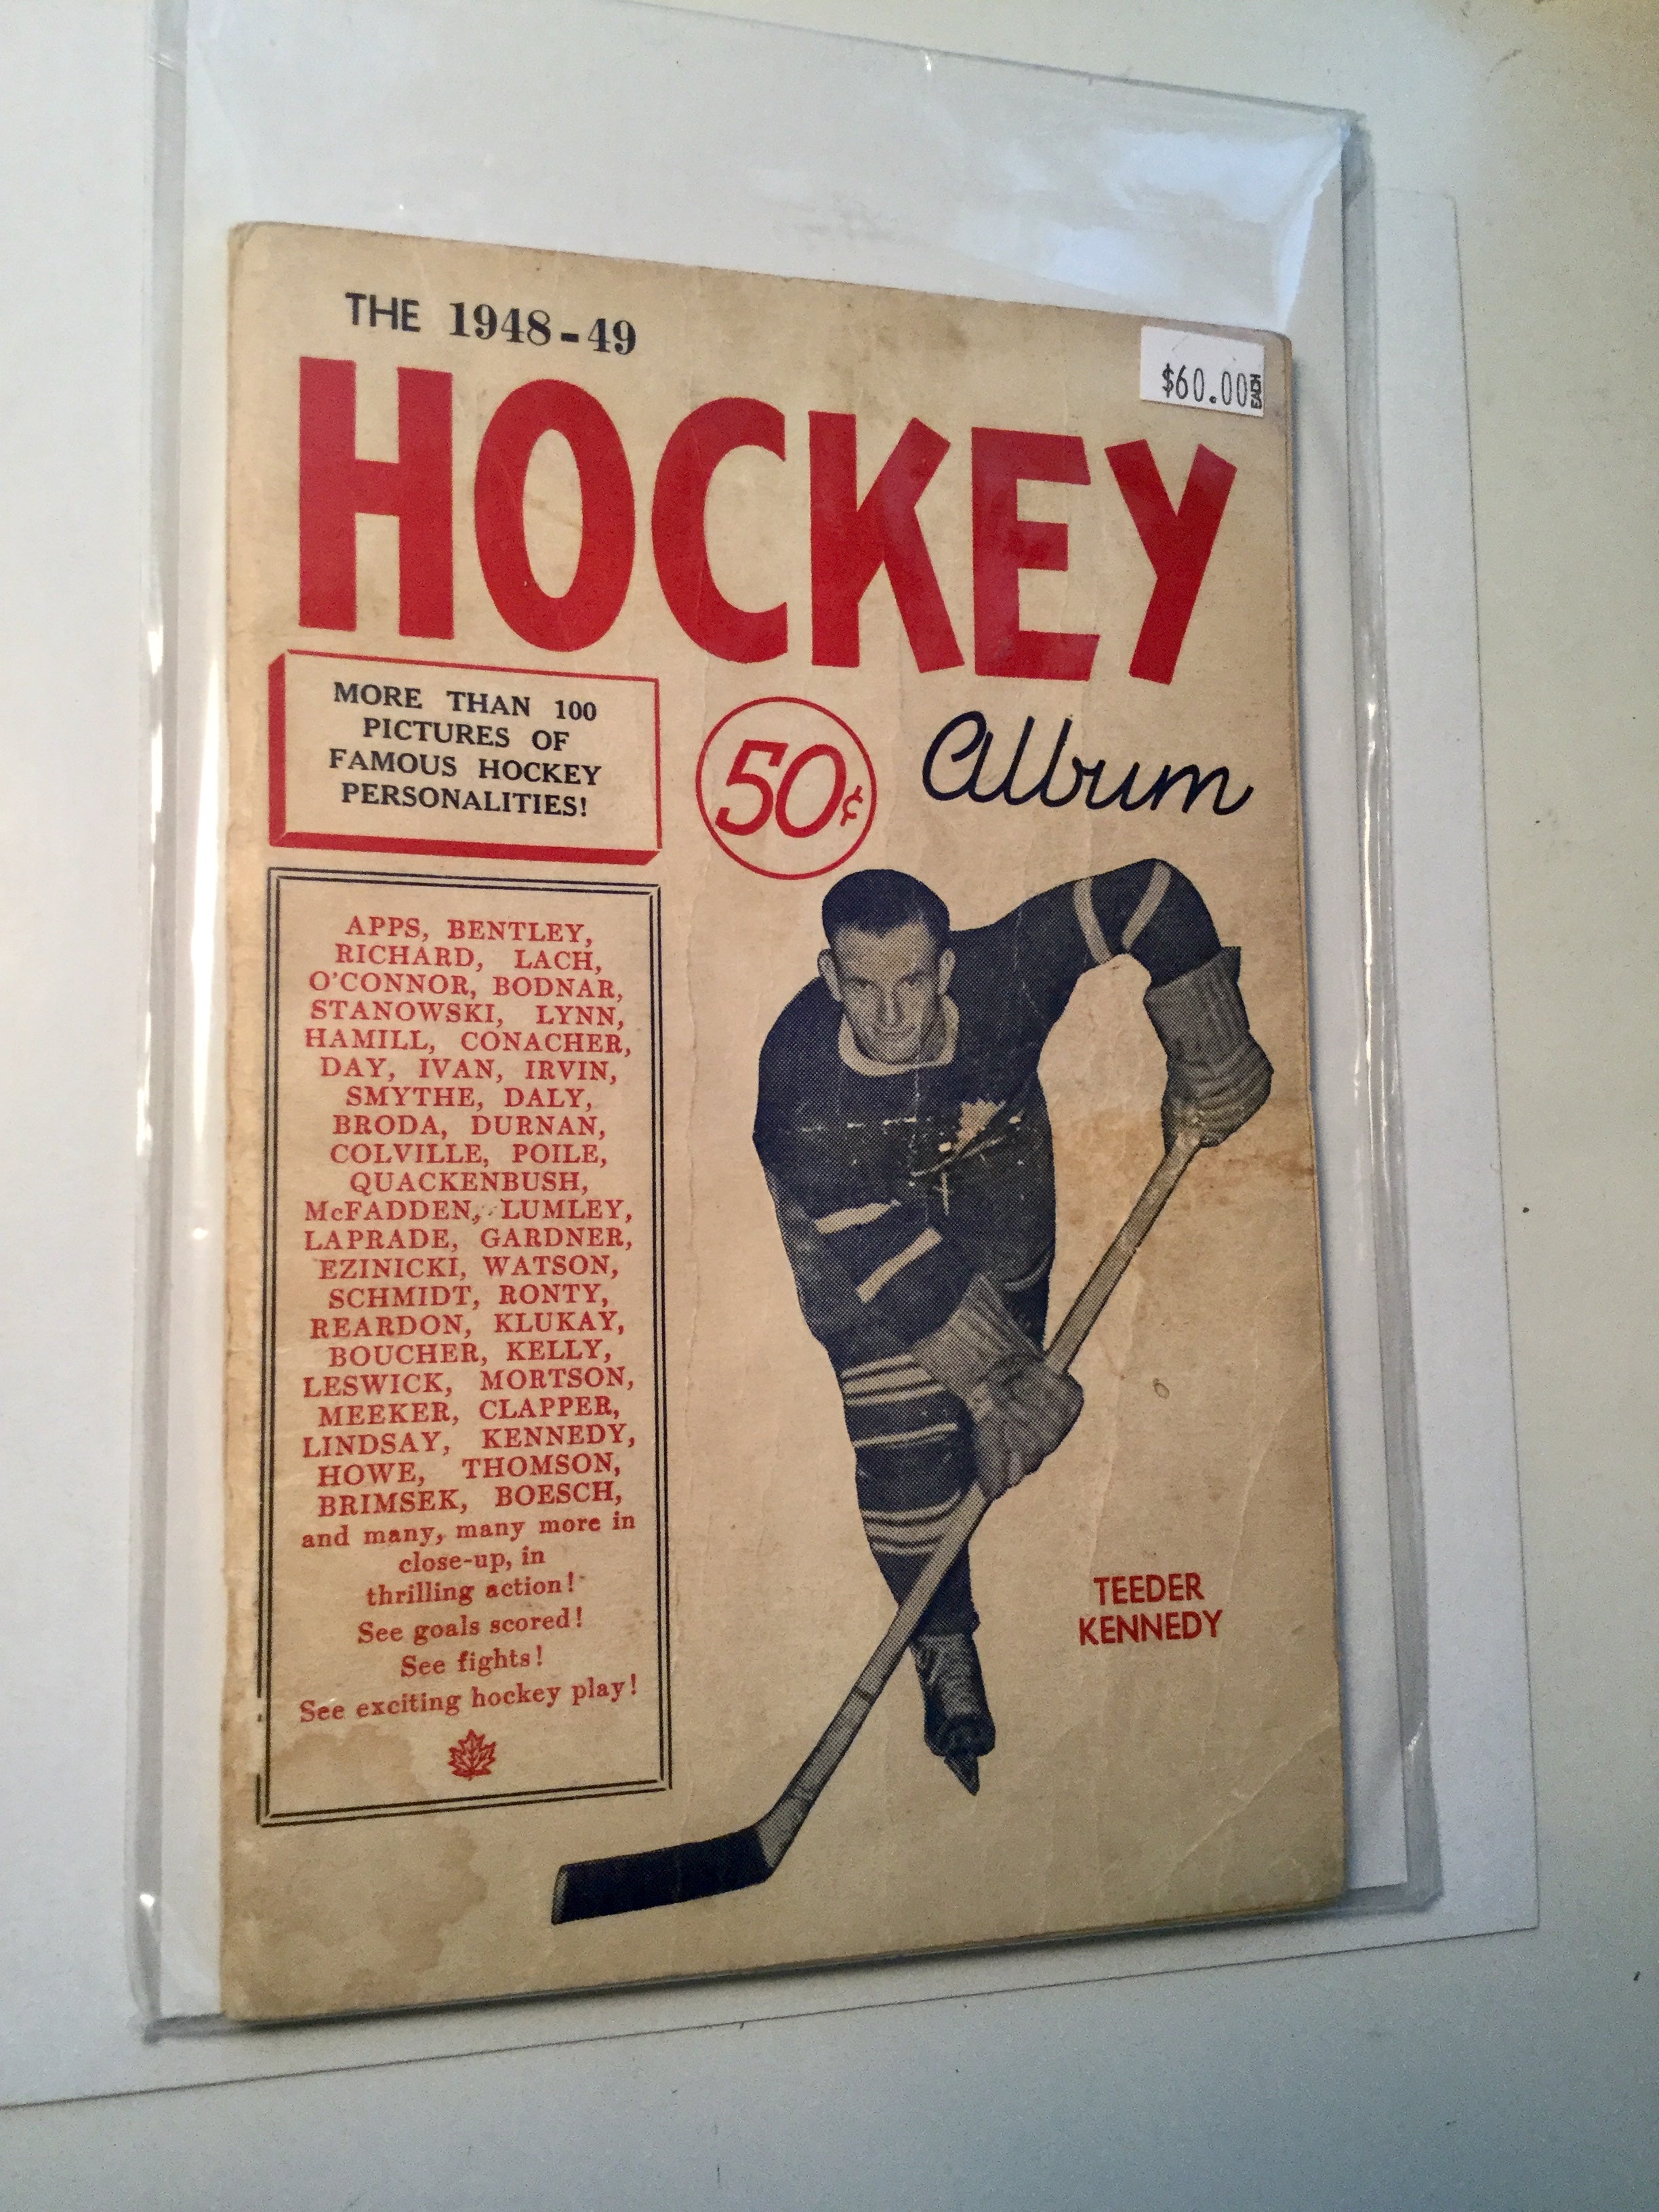 THE 1948-49
$60.00 EACH
HOCKEY
Album
50¢
MORE THAN 100
PICTURES OF
FAMOUS HOCKEY
PERSONALITIES!
APPS, BENTLEY,
RICHARD, LACH,
O'CONNOR, BODNAR,
STANOWSKI, LYNN,
HAMILL, CONACHER,
DAY, IVAN, IRVIN,
SMYTHE, DALY,
BRODA, DURNAN,
COLVILLE, POILE,
QUACKENBUSH,
McFADDEN, LUMLEY,
LAPRADE, GARDNER,
EZINICKI, WATSON,
SCHMIDT, RONTY,
REARDON, KLUKAY,
BOUCHER, KELLY,
LESWICK, MORTSON,
MEEKER, CLAPPER,
LINDSAY, KENNEDY,
HOWE, THOMSON,
BRIMSEK, BOESCH,
and many, many more in
close-up, in
thrilling action!
See goals scored!
See fights!
See exciting hockey play!
TEEDER
KENNEDY